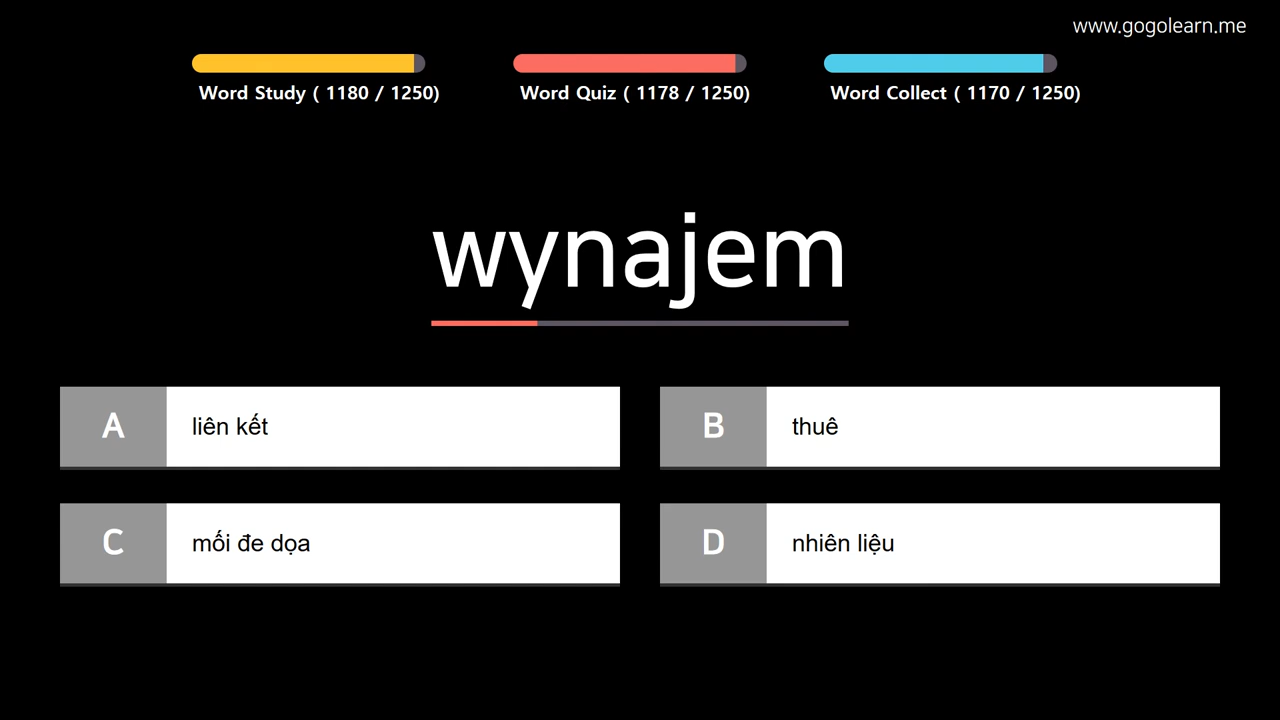 www.gogolearn.me
Word Study ( 1180 / 1250)
Word Quiz ( 1178 / 1250)
Word Collect ( 1170 / 1250)
wynajem
A liên kết
B thuê
C mối đe dọa
D nhiên liệu